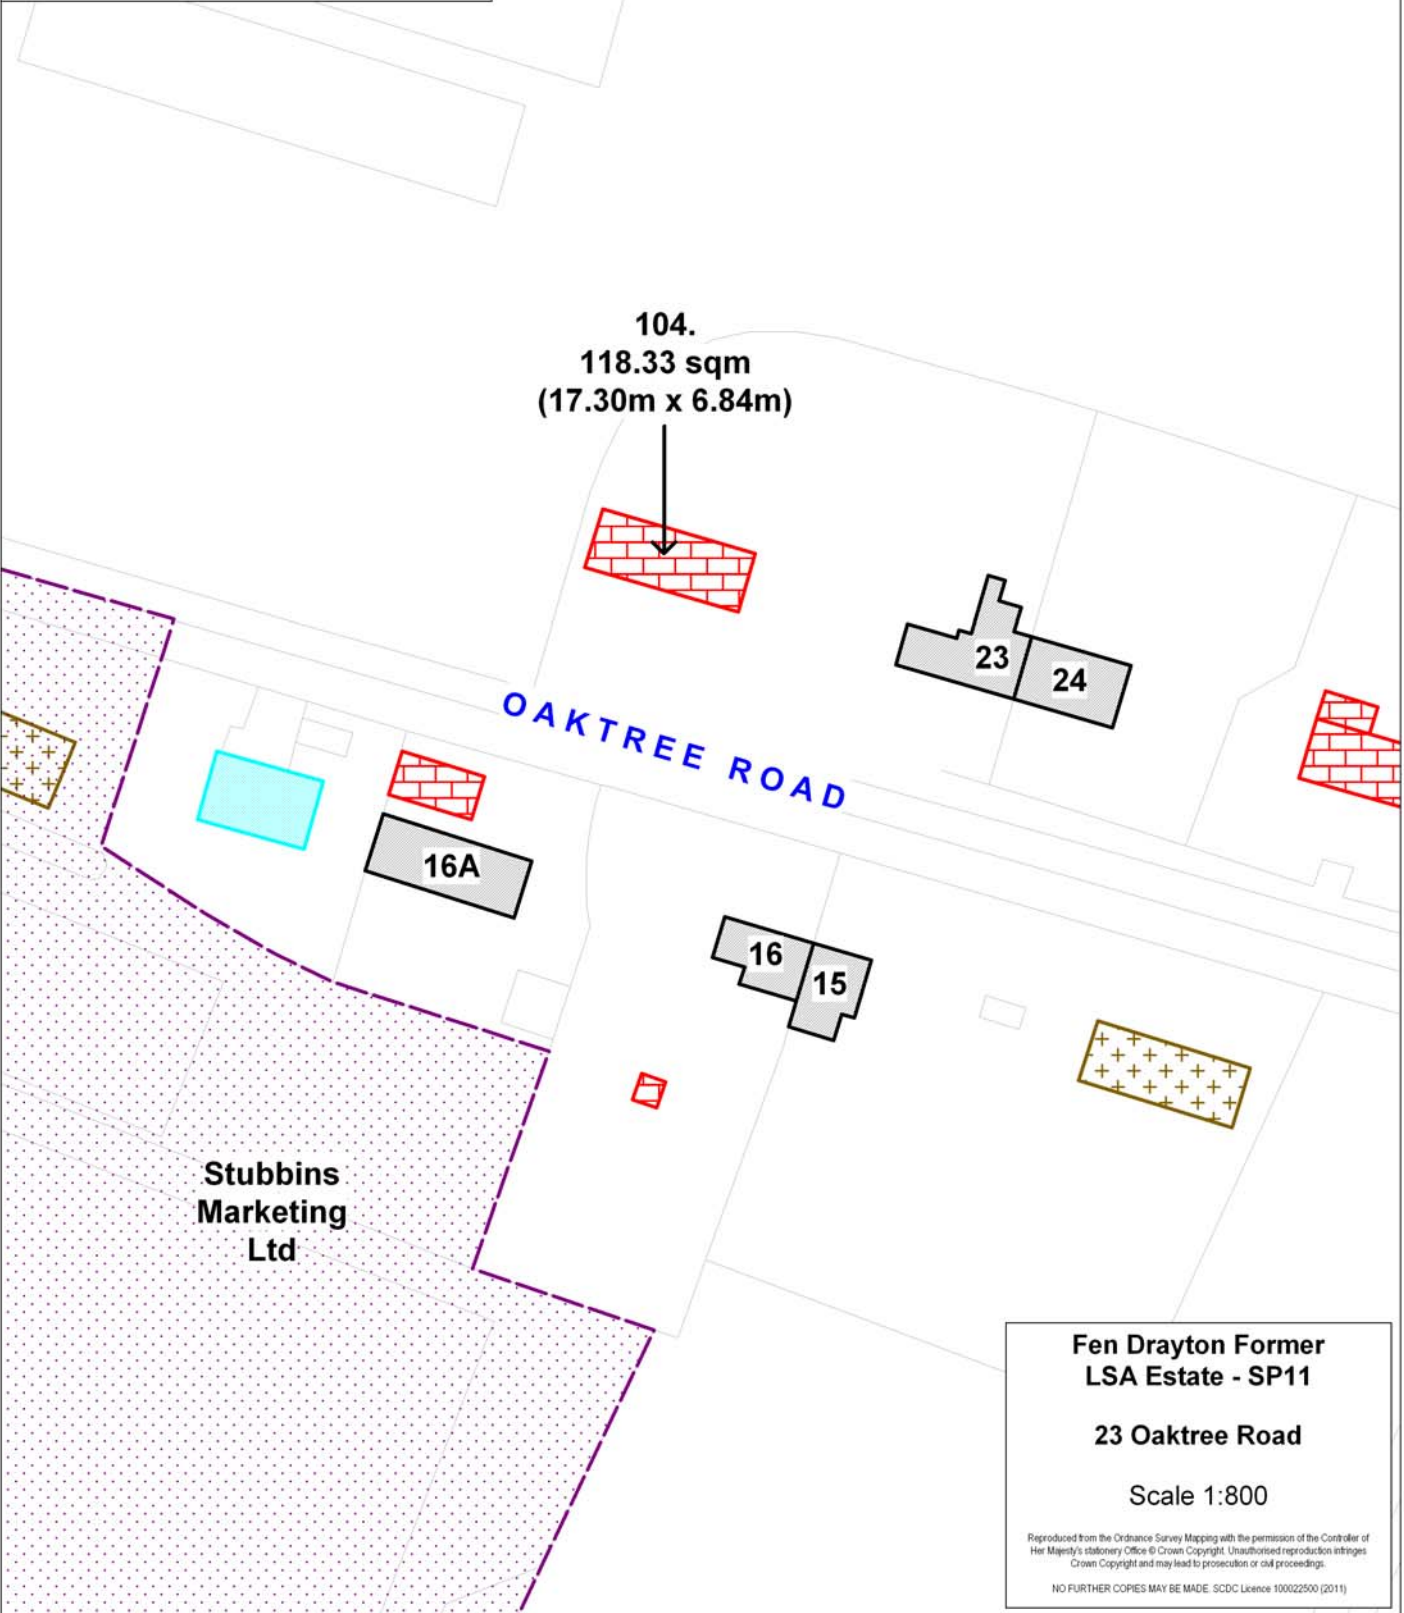 104.
118.33 sqm
(17.30m x 6.84m)
23
24
OAKTREE ROAD
16A
16
15
Stubbins
Marketing
Ltd
Fen Drayton Former
LSA Estate - SP11
23 Oaktree Road
Scale 1:800
Reproduced from the Ordnance Survey Mapping with the permission of the Controller of
Her Majesty's stationery Office © Crown Copyright. Unauthorised reproduction infringes
Crown Copyright and may lead to prosecution or civil proceedings.
NO FURTHER COPIES MAY BE MADE. SCDC Licence 100022500 (2011)